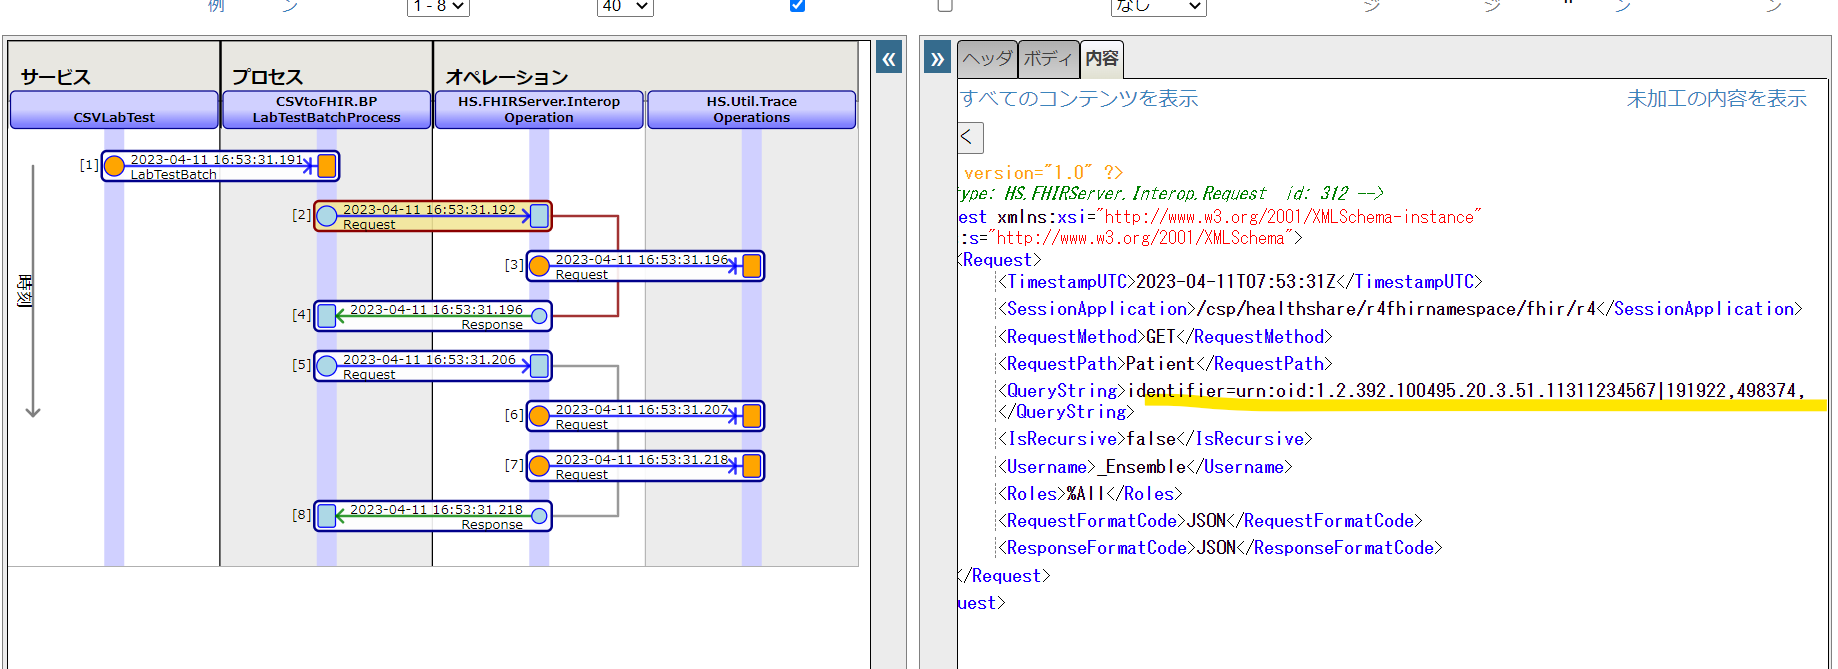 例 ン 1 - 8 40 なし ジ ジ ン ン
サービス プロセス オペレーション
CSVLabTest
CSVtoFHIR.BP
LabTestBatchProcess
HS.FHIRServer.Interop
Operation
HS.Util.Trace
Operations
時刻
[1] 2023-04-11 16:53:31.191
LabTestBatch
[2] 2023-04-11 16:53:31.192
Request
[3] 2023-04-11 16:53:31.196
Request
[4] 2023-04-11 16:53:31.196
Response
[5] 2023-04-11 16:53:31.206
Request
[6] 2023-04-11 16:53:31.207
Request
[7] 2023-04-11 16:53:31.218
Request
[8] 2023-04-11 16:53:31.218
Response
« » ヘッダ ボディ 内容
すべてのコンテンツを表示 未加工の内容を表示
<
version="1.0" ?>
type: HS.FHIRServer.Interop.Request id: 312 -->
est xmlns:xsi="http://www.w3.org/2001/XMLSchema-instance"
:s="http://www.w3.org/2001/XMLSchema">
<Request>
<TimestampUTC>2023-04-11T07:53:31Z</TimestampUTC>
<SessionApplication>/csp/healthshare/r4fhirnamespace/fhir/r4</SessionApplication>
<RequestMethod>GET</RequestMethod>
<RequestPath>Patient</RequestPath>
<QueryString>identifier=urn:oid:1.2.392.100495.20.3.51.11311234567|191922,498374,
</QueryString>
<IsRecursive>false</IsRecursive>
<Username>_Ensemble</Username>
<Roles>%All</Roles>
<RequestFormatCode>JSON</RequestFormatCode>
<ResponseFormatCode>JSON</ResponseFormatCode>
</Request>
uest>